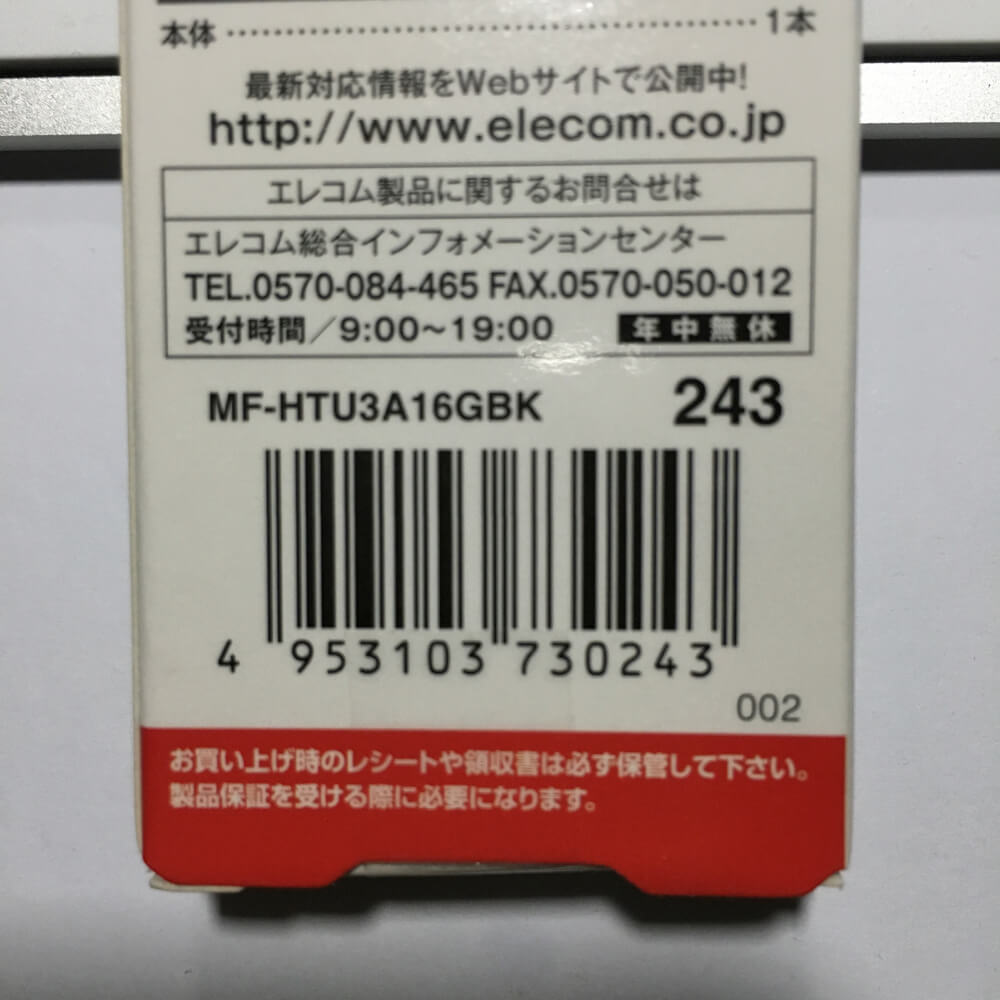 本体 ………………………………………… 1本
最新対応情報をWebサイトで公開中!
http://www.elecom.co.jp
エレコム製品に関するお問合せは
エレコム総合インフォメーションセンター
TEL.0570-084-465 FAX.0570-050-012
受付時間/9:00~19:00 年中無休
MF-HTU3A16GBK 243
4 953103 730243
002
お買い上げ時のレシートや領収書は必ず保管して下さい。
製品保証を受ける際に必要になります。